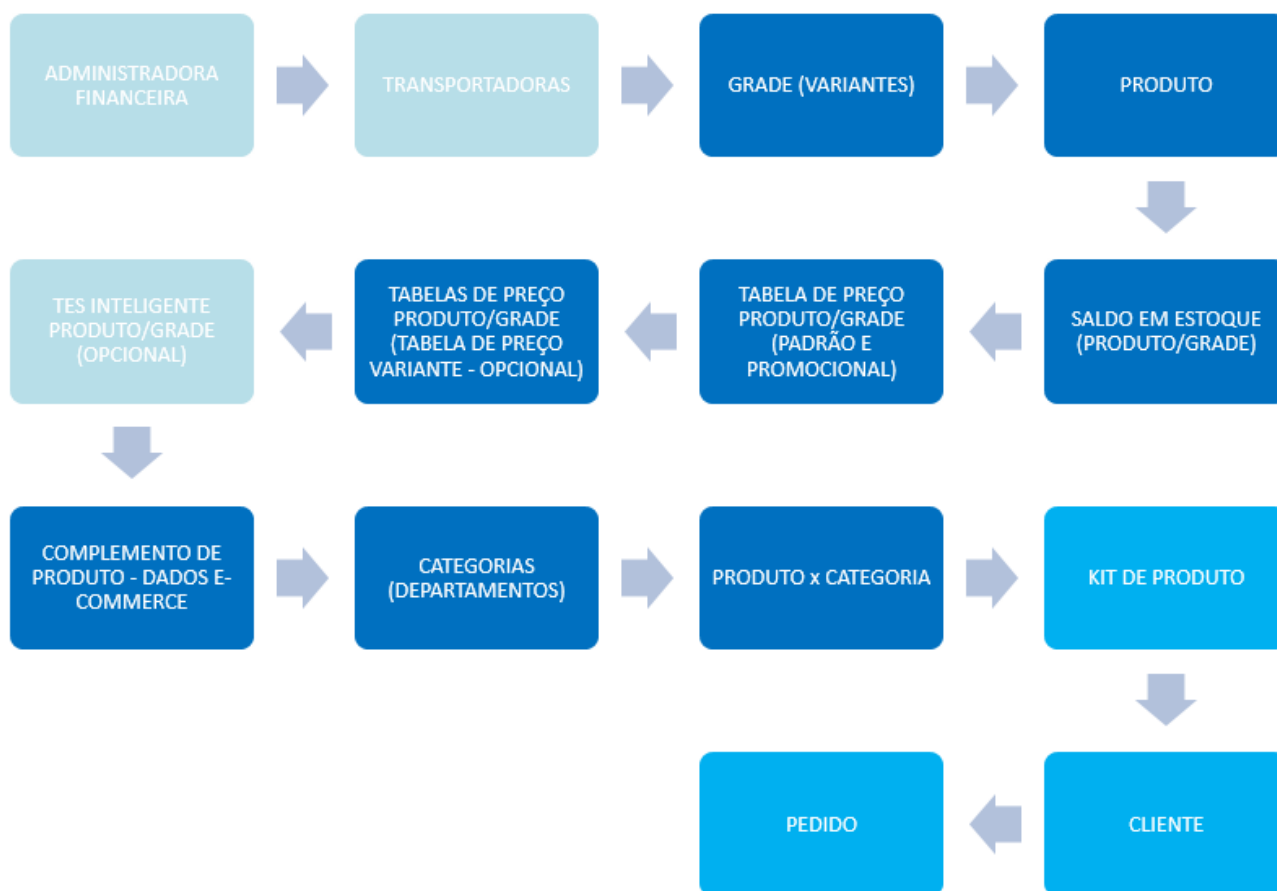 ADMINISTRADORA
FINANCEIRA
TRANSPORTADORAS
GRADE (VARIANTES)
PRODUTO
SALDO EM ESTOQUE
(PRODUTO/GRADE)
TABELA DE PREÇO
PRODUTO/GRADE
(PADRÃO E
PROMOCIONAL)
TABELAS DE PREÇO
PRODUTO/GRADE
(TABELA DE PREÇO
VARIANTE - OPCIONAL)
TES INTELIGENTE
PRODUTO/GRADE
(OPCIONAL)
COMPLEMENTO DE
PRODUTO - DADOS E-
COMMERCE
CATEGORIAS
(DEPARTAMENTOS)
PRODUTO x CATEGORIA
KIT DE PRODUTO
CLIENTE
PEDIDO